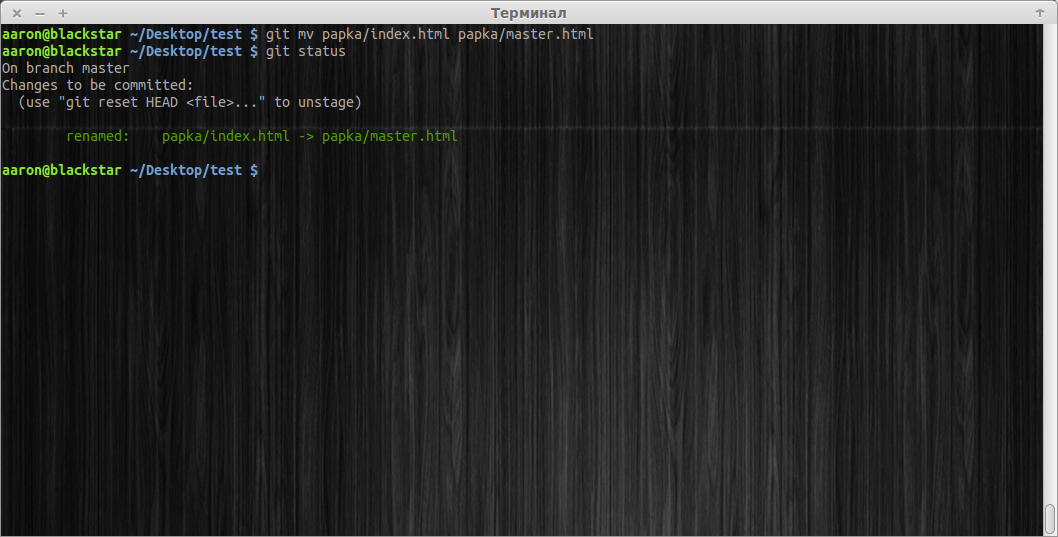 Терминал
aaron@blackstar ~/Desktop/test $ git mv papka/index.html papka/master.html
aaron@blackstar ~/Desktop/test $ git status
On branch master
Changes to be committed:
  (use "git reset HEAD <file>..." to unstage)
        renamed:    papka/index.html -> papka/master.html
aaron@blackstar ~/Desktop/test $